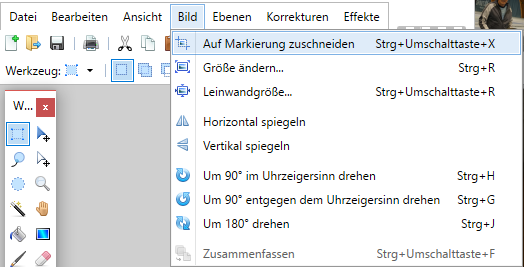 Datei Bearbeiten Ansicht Bild Ebenen Korrekturen Effekte
Auf Markierung zuschneiden Strg+Umschalttaste+X
Werkzeug: Größe ändern... Strg+R
Leinwandgröße... Strg+Umschalttaste+R
W... x
Horizontal spiegeln
Vertikal spiegeln
Um 90° im Uhrzeigersinn drehen Strg+H
Um 90° entgegen dem Uhrzeigersinn drehen Strg+G
Um 180° drehen Strg+J
Zusammenfassen Strg+Umschalttaste+F